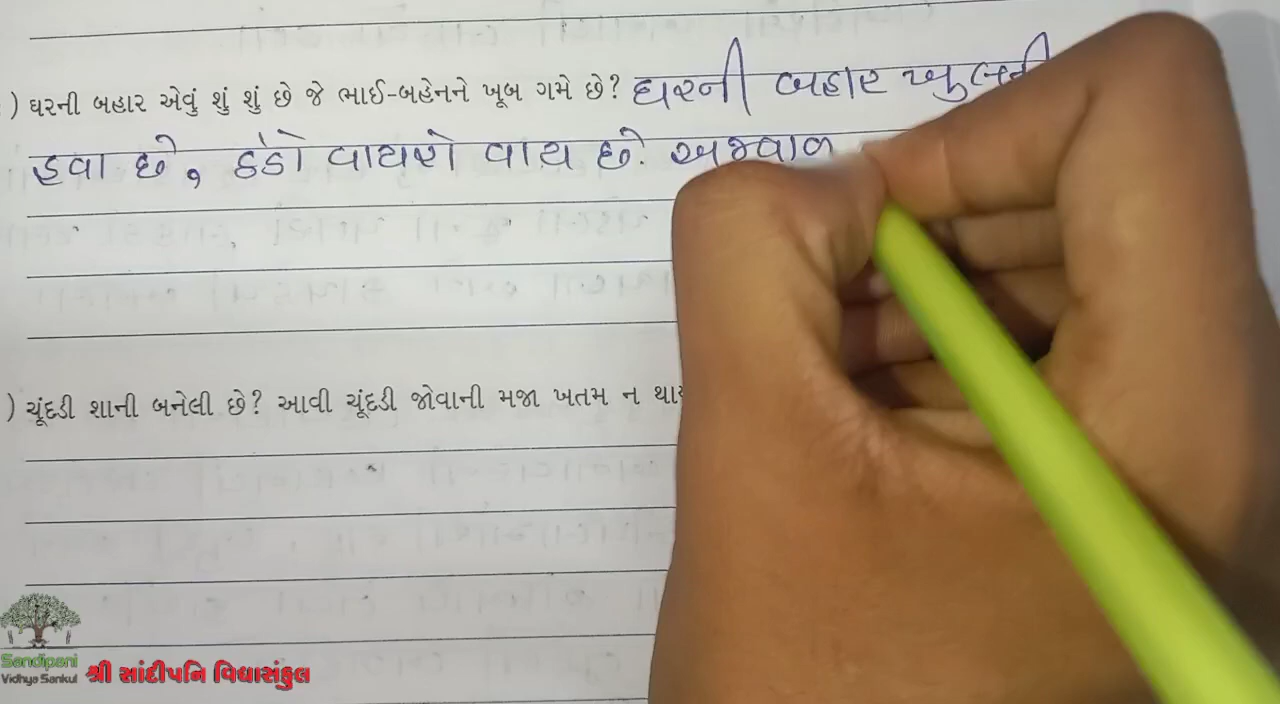 ) ઘરની બહાર એવું શું શું છે જે ભાઈ-બહેનને ખૂબ ગમે છે? ઘરની બહાર ખુલ્લી
હવા છે, ઠંડો વાયરો વાય છે. અજવાળ
) ચૂંદડી શાની બનેલી છે? આવી ચૂંદડી જોવાની મજા ખતમ ન થાય
Sandipani
Vidhya Sankul
શ્રી સાંદીપનિ વિદ્યાસંકુલ